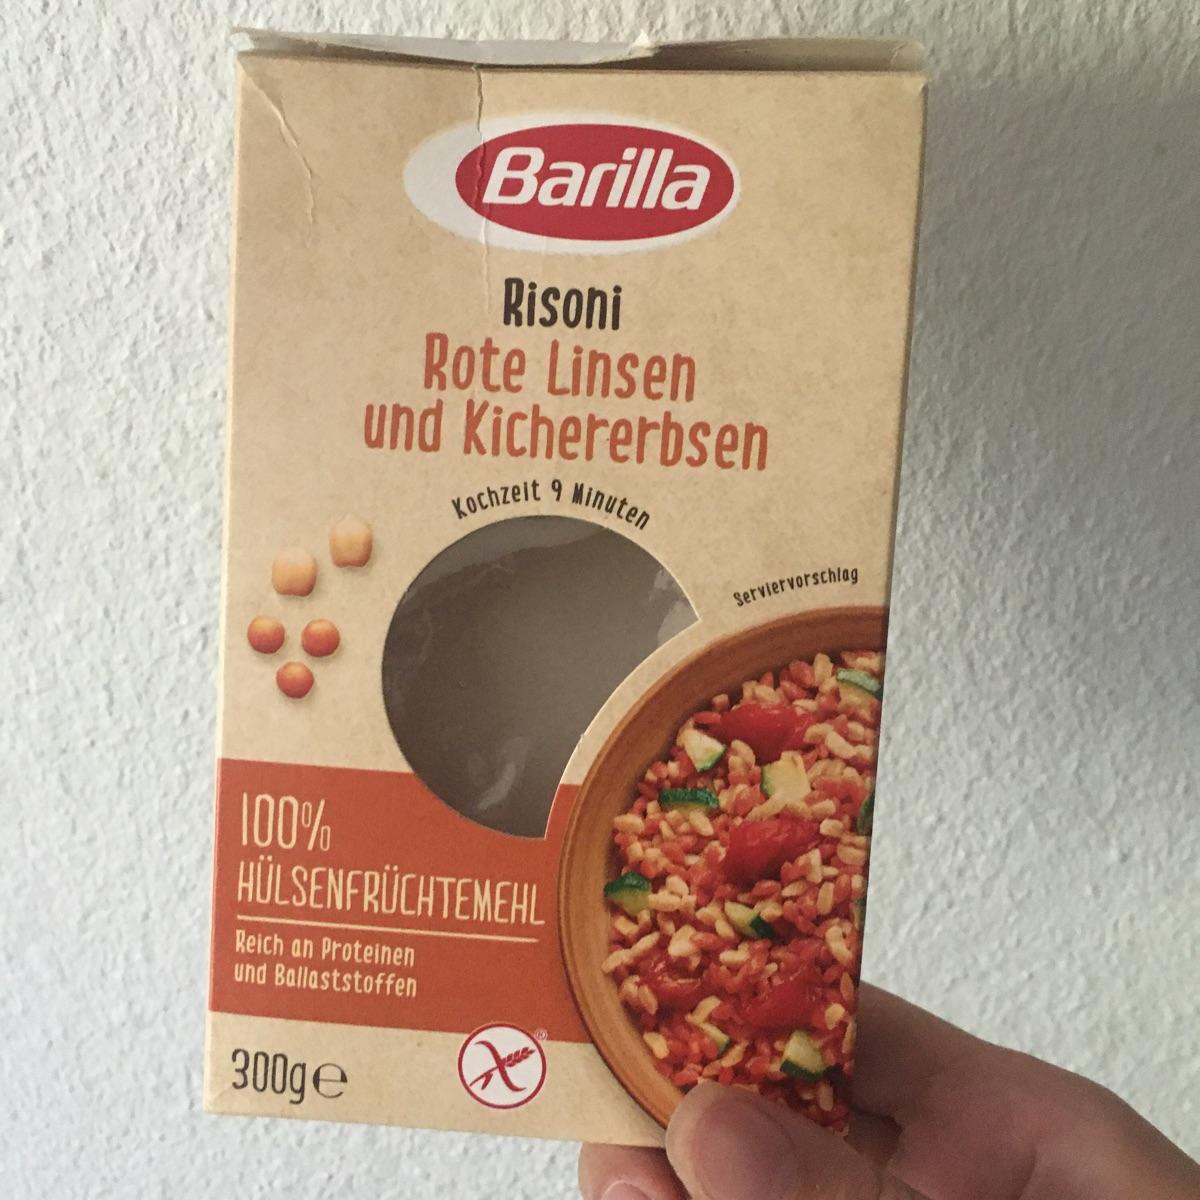 Barilla
Risoni
Rote Linsen
und Kichererbsen
Kochzeit 9 Minuten
Serviervorschlag
100%
HÜLSENFRÜCHTEMEHL
Reich an Proteinen
und Ballaststoffen
300g℮
®